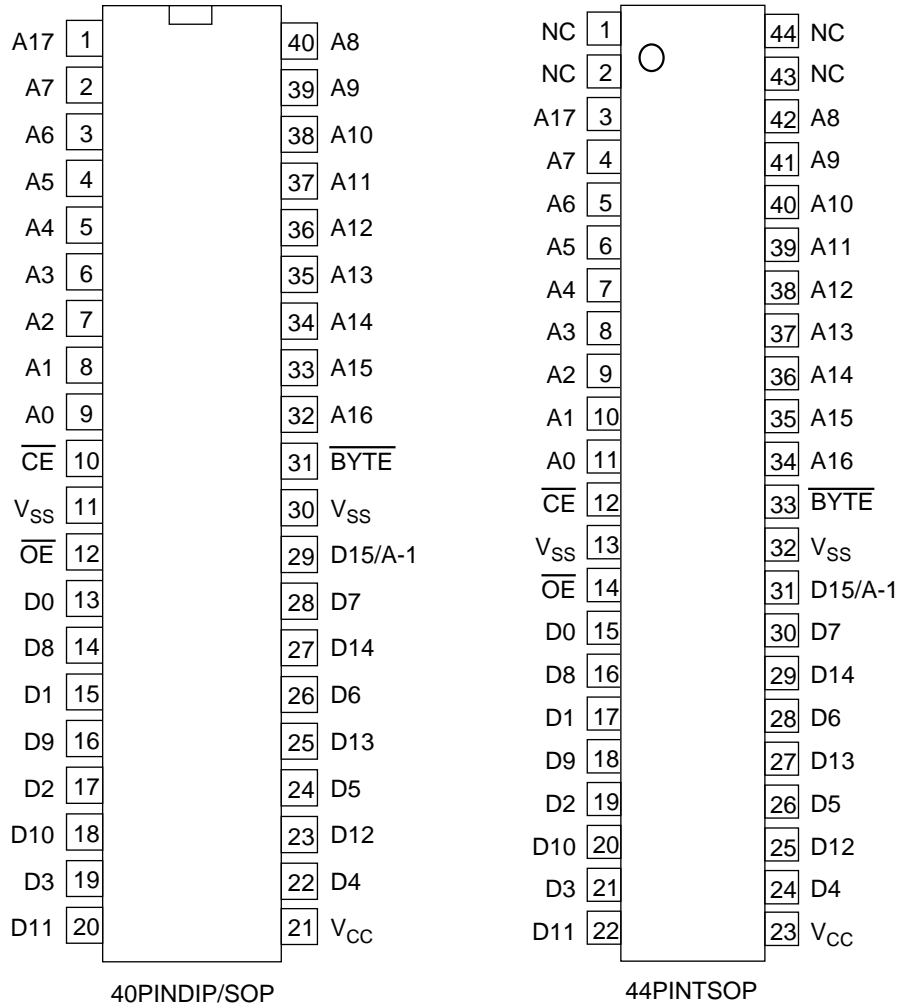 A17 1 40 A8
A7 2 39 A9
A6 3 38 A10
A5 4 37 A11
A4 5 36 A12
A3 6 35 A13
A2 7 34 A14
A1 8 33 A15
A0 9 32 A16
CE 10 31 BYTE
VSS 11 30 VSS
OE 12 29 D15/A-1
D0 13 28 D7
D8 14 27 D14
D1 15 26 D6
D9 16 25 D13
D2 17 24 D5
D10 18 23 D12
D3 19 22 D4
D11 20 21 VCC
40PINDIP/SOP
NC 1 44 NC
NC 2 43 NC
A17 3 42 A8
A7 4 41 A9
A6 5 40 A10
A5 6 39 A11
A4 7 38 A12
A3 8 37 A13
A2 9 36 A14
A1 10 35 A15
A0 11 34 A16
CE 12 33 BYTE
VSS 13 32 VSS
OE 14 31 D15/A-1
D0 15 30 D7
D8 16 29 D14
D1 17 28 D6
D9 18 27 D13
D2 19 26 D5
D10 20 25 D12
D3 21 24 D4
D11 22 23 VCC
44PINTSOP